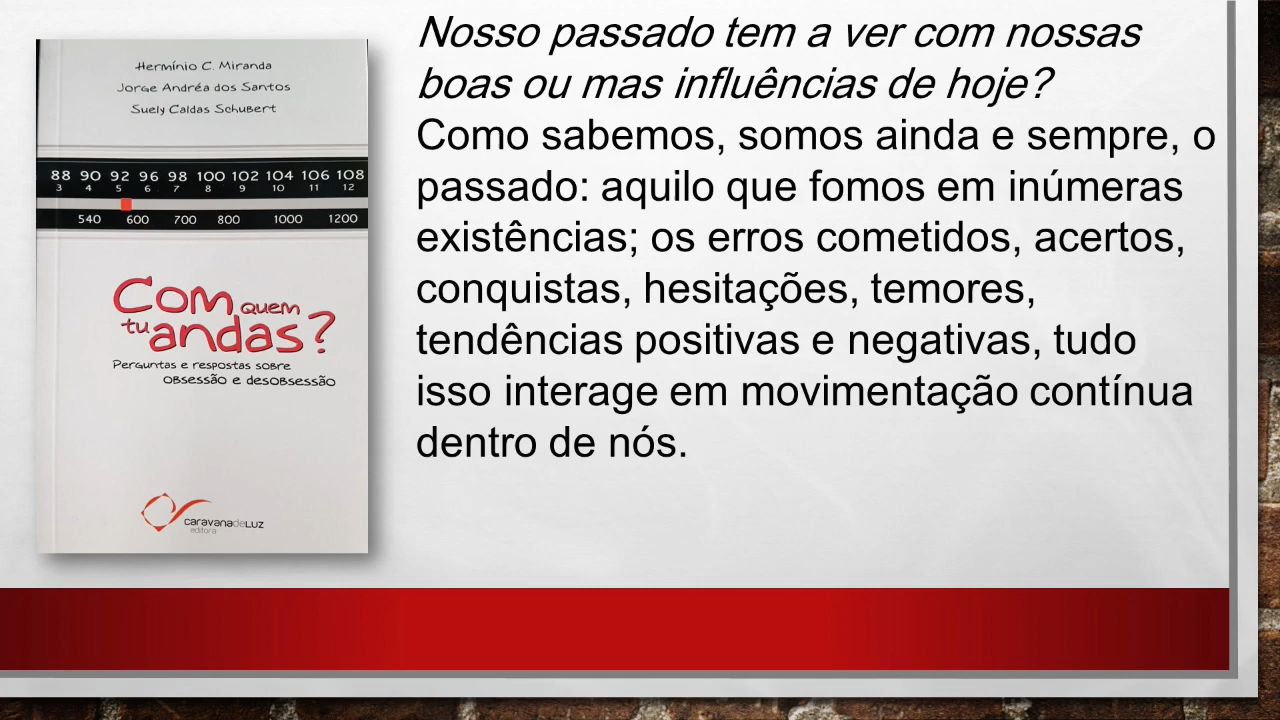 Hermínio C. Miranda
Jorge Andréa dos Santos
Suely Caldas Schubert
88 90 92 96 98 100 102 104 106 108
3 4 5 6 7 8 9 10 11 12
540 600 700 800 1000 1200
Com quem
tu andas?
Perguntas e respostas sobre
obsessão e desobsessão
caravanadeLUZ
editora
Nosso passado tem a ver com nossas
boas ou mas influências de hoje?
Como sabemos, somos ainda e sempre, o
passado: aquilo que fomos em inúmeras
existências; os erros cometidos, acertos,
conquistas, hesitações, temores,
tendências positivas e negativas, tudo
isso interage em movimentação contínua
dentro de nós.